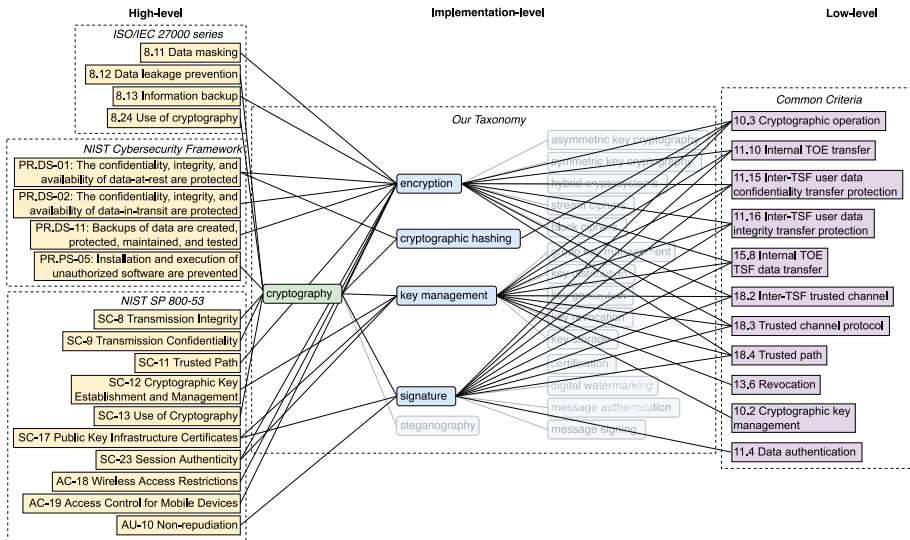 High-level
Implementation-level
Low-level
ISO/IEC 27000 series
8.11 Data masking
8.12 Data leakage prevention
8.13 Information backup
8.24 Use of cryptography
NIST Cybersecurity Framework
PR.DS-01: The confidentiality, integrity, and
availability of data-at-rest are protected
PR.DS-02: The confidentiality, integrity, and
availability of data-in-transit are protected
PR.DS-11: Backups of data are created,
protected, maintained, and tested
PR.PS-05: Installation and execution of
unauthorized software are prevented
NIST SP 800-53
SC-8 Transmission Integrity
SC-9 Transmission Confidentiality
SC-11 Trusted Path
SC-12 Cryptographic Key
Establishment and Management
SC-13 Use of Cryptography
SC-17 Public Key Infrastructure Certificates
SC-23 Session Authenticity
AC-18 Wireless Access Restrictions
AC-19 Access Control for Mobile Devices
AU-10 Non-repudiation
Our Taxonomy
cryptography
encryption
cryptographic hashing
key management
signature
steganography
asymmetric key cryptography
symmetric key cryptography
hybrid cryptosystems
stream ciphers
block ciphers
key management
key distribution
key generation
key revocation
key storage
certification
digital watermarking
message authentication
message signing
Common Criteria
10.3 Cryptographic operation
11.10 Internal TOE transfer
11.15 Inter-TSF user data
confidentiality transfer protection
11.16 Inter-TSF user data
integrity transfer protection
15,8 Internal TOE
TSF data transfer
18.2 Inter-TSF trusted channel
18.3 Trusted channel protocol
18.4 Trusted path
13,6 Revocation
10.2 Cryptographic key
management
11.4 Data authentication